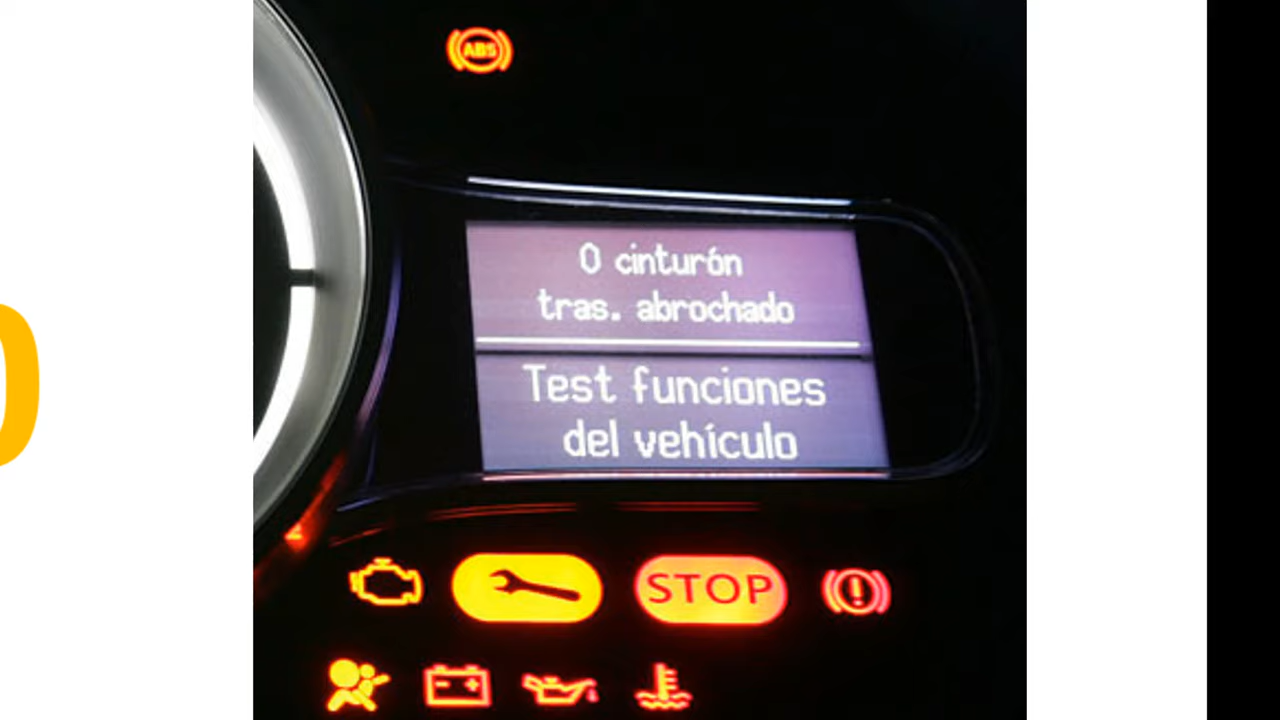 ABS
0 cinturón
tras. abrochado
Test funciones
del vehículo
STOP